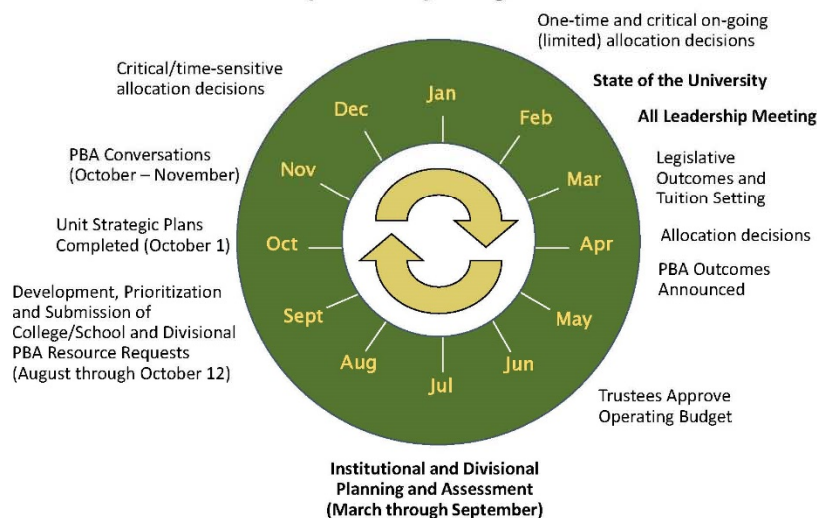 One-time and critical on-going
(limited) allocation decisions
Critical/time-sensitive
allocation decisions
State of the University
All Leadership Meeting
PBA Conversations
(October – November)
Legislative
Outcomes and
Tuition Setting
Unit Strategic Plans
Completed (October 1)
Allocation decisions
PBA Outcomes
Announced
Development, Prioritization
and Submission of
College/School and Divisional
PBA Resource Requests
(August through October 12)
Trustees Approve
Operating Budget
Institutional and Divisional
Planning and Assessment
(March through September)
Jan
Feb
Mar
Apr
May
Jun
Jul
Aug
Sept
Oct
Nov
Dec